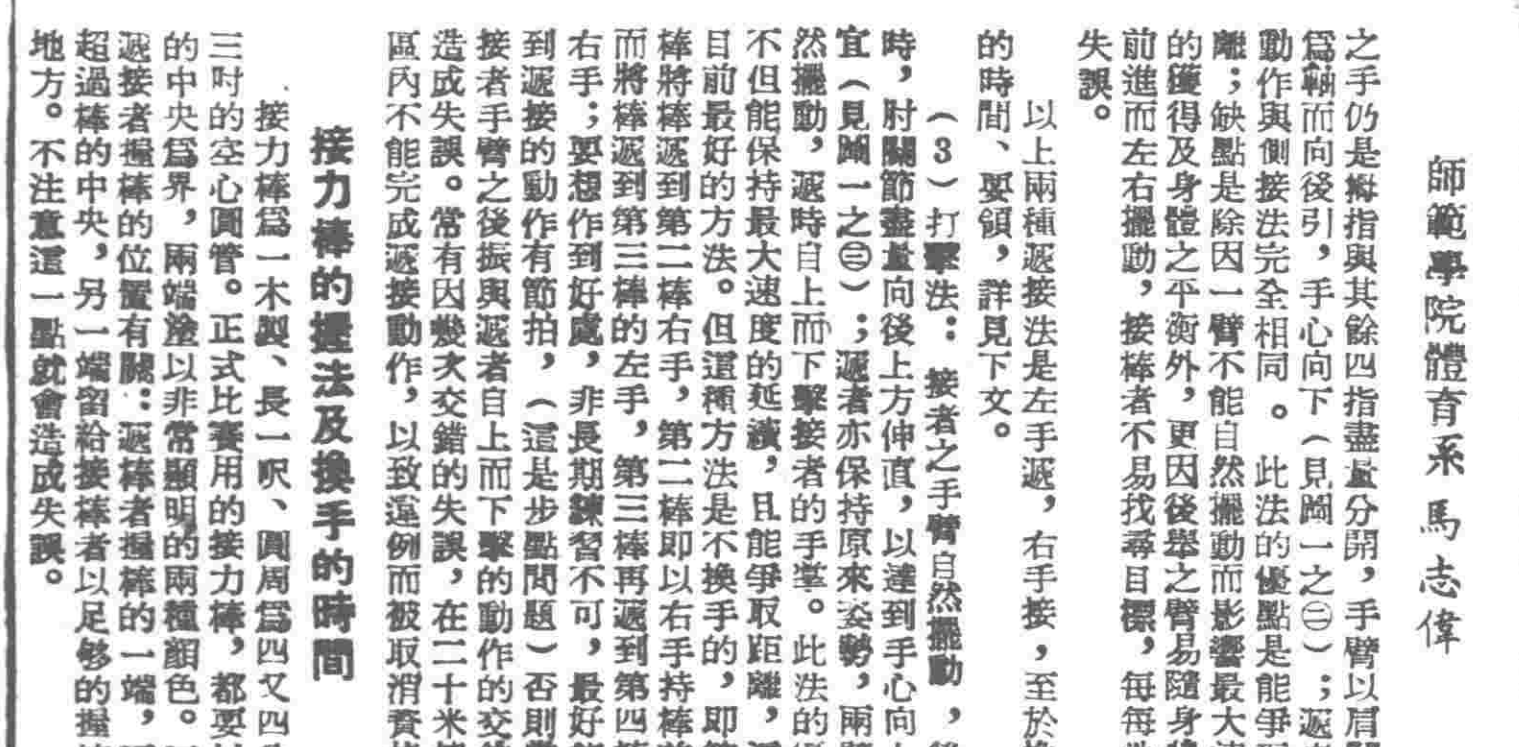 師範學院體育系 馬志偉
之手仍是拇指與其餘四指盡量分開，手臂以肩
爲軸而向後引，手心向下（見圖一之㊁）；遞
動作與側接法完全相同。此法的優點是能爭
離；缺點是除因一臂不能自然擺動而影響最大
的獲得及身體之平衡外，更因後舉之臂易隨身
前進而左右擺動，接棒者不易找尋目標，每每
失誤。
以上兩種遞接法是左手遞，右手接，至於
的時間、要領，詳見下文。
（3）打擊法：接者之手臂自然擺動，
時，肘關節盡量向後上方伸直，以達到手心向
宜（見圖一之㊂）；遞者亦保持原來姿勢，兩
然擺動，遞時自上而下擊接者的手掌。此法的
不但能保持最大速度的延續，且能爭取距離，
目前最好的方法。但這種方法是不換手的，即
棒將棒遞到第二棒右手，第二棒即以右手持棒
而將棒遞到第三棒的左手，第三棒再遞到第四
右手；要想作到好處，非長期練習不可，最好
到遞接的動作有節拍，（這是步點問題）否則
接者手臂之後振與遞者自上而下擊的動作的交
造成失誤。常有因幾次交錯的失誤，在二十米
區內不能完成遞接動作，以致違例而被取消賽
接力棒的握法及換手的時間
接力棒爲一木製、長一呎、圓周爲四又四
三吋的空心圓管。正式比賽用的接力棒，都要
的中央爲界，兩端塗以非常顯明的兩種顏色。
遞接者握棒的位置有關：遞棒者握棒的一端，
超過棒的中央，另一端留給接棒者以足够的握
地方。不注意這一點就會造成失誤。